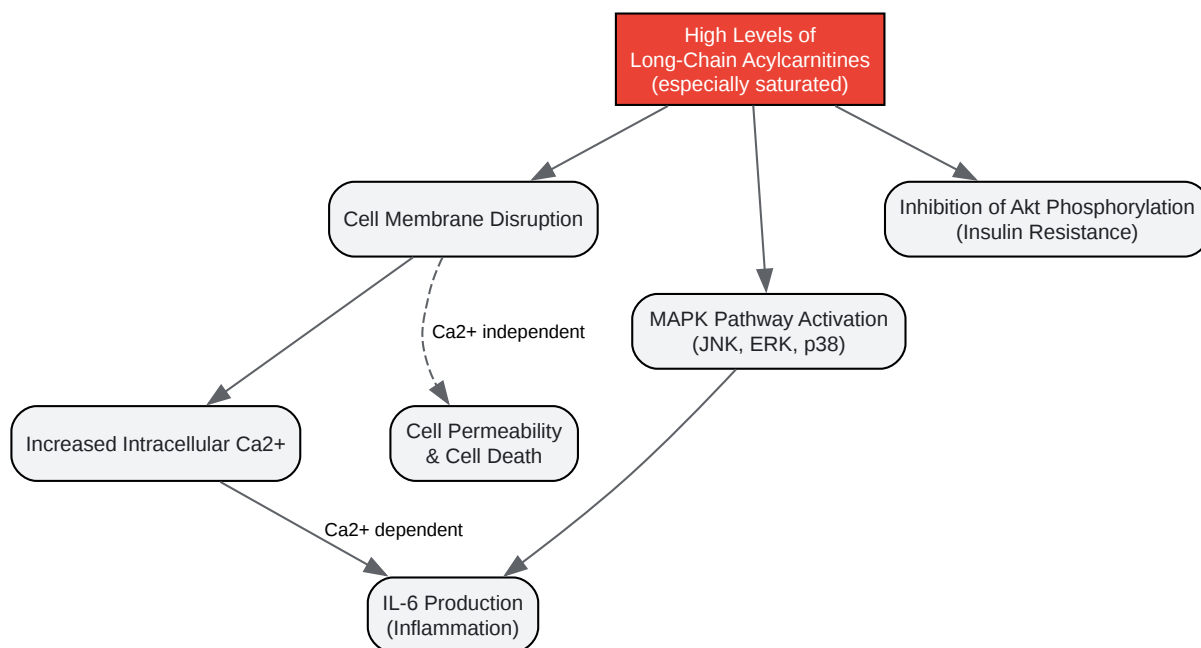 High Levels of
Long-Chain Acylcarnitines
(especially saturated)
Cell Membrane Disruption
Inhibition of Akt Phosphorylation
(Insulin Resistance)
MAPK Pathway Activation
(JNK, ERK, p38)
Ca2+ independent
Increased Intracellular Ca2+
Cell Permeability
& Cell Death
Ca2+ dependent
IL-6 Production
(Inflammation)